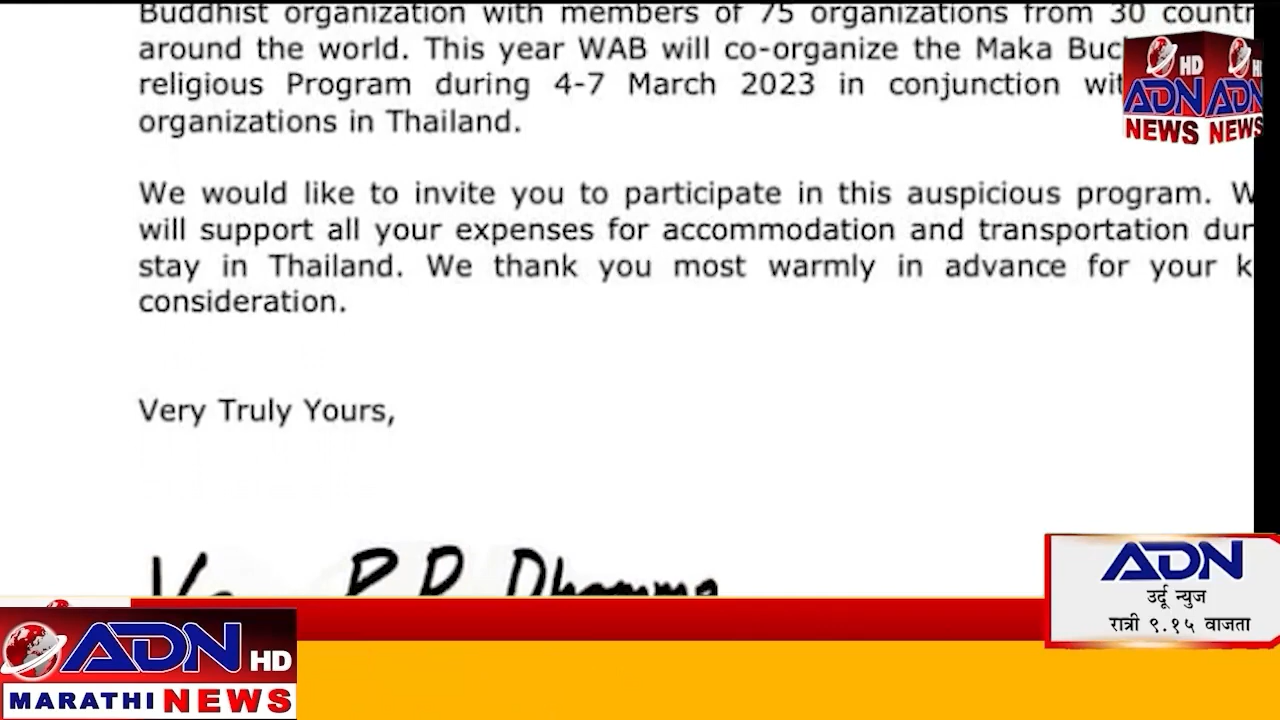 Buddhist organization with members of 75 organizations from 30
around the world. This year WAB will co-organize the Maka
religious Program during 4-7 March 2023 in conjunction
organizations in Thailand.
We would like to invite you to participate in this auspicious program.
will support all your expenses for accommodation and transportation
stay in Thailand. We thank you most warmly in advance for your
consideration.
Very Truly Yours,
HD
ADN ADN
NEWS NEWS
ADN
उर्दू न्युज
रात्री ९.१५ वाजता
ADN HD
MARATHI NEWS